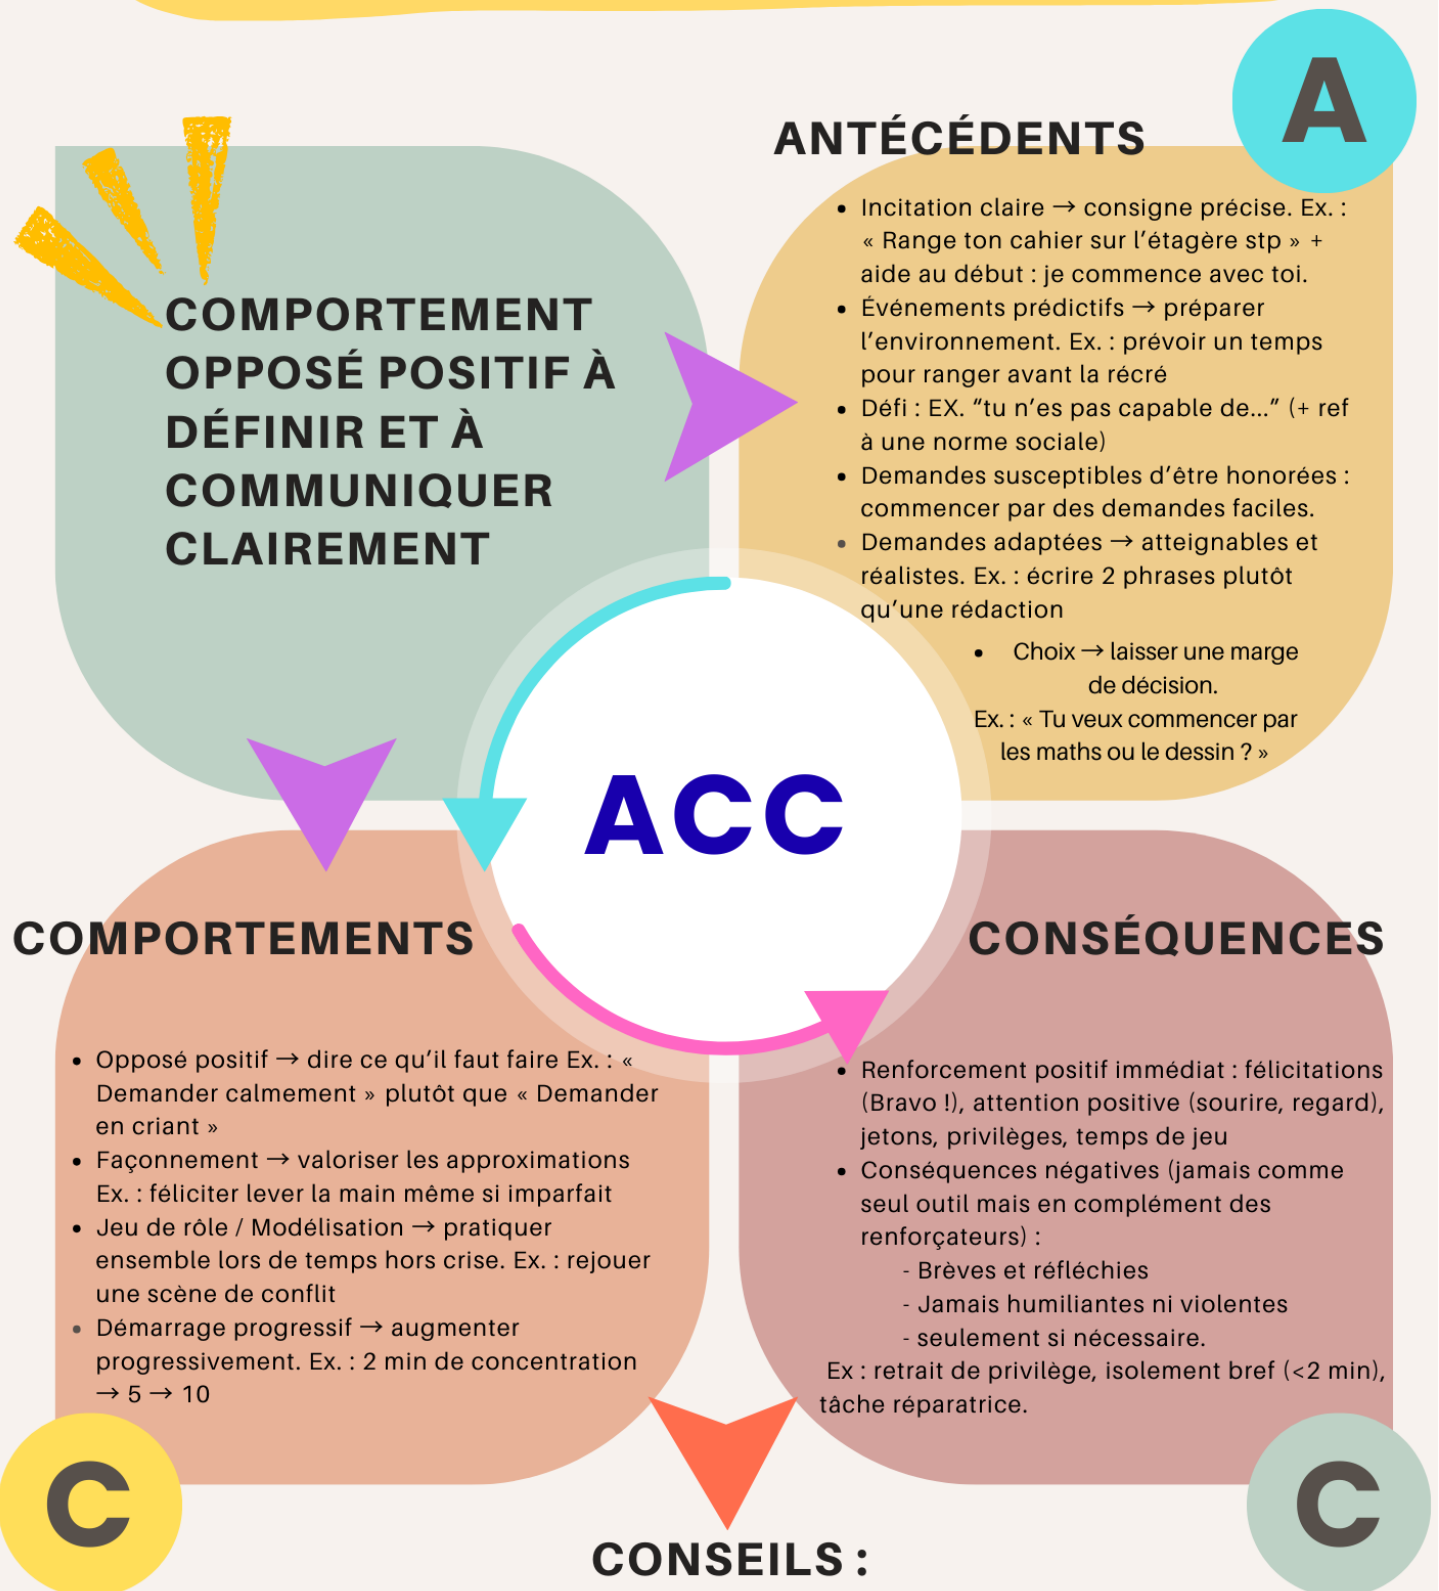 COMPORTEMENT
OPPOSÉ POSITIF À
DÉFINIR ET À
COMMUNIQUER
CLAIREMENT
A
ANTÉCÉDENTS
• Incitation claire → consigne précise. Ex. :
« Range ton cahier sur l’étagère stp » +
aide au début : je commence avec toi.
• Événements prédictifs → préparer
l’environnement. Ex. : prévoir un temps
pour ranger avant la récré
• Défi : EX. “tu n’es pas capable de...” (+ ref
à une norme sociale)
• Demandes susceptibles d’être honorées :
commencer par des demandes faciles.
• Demandes adaptées → atteignables et
réalistes. Ex. : écrire 2 phrases plutôt
qu’une rédaction
• Choix → laisser une marge
de décision.
Ex. : « Tu veux commencer par
les maths ou le dessin ? »
ACC
COMPORTEMENTS
• Opposé positif → dire ce qu’il faut faire Ex. : «
Demander calmement » plutôt que « Demander
en criant »
• Façonnement → valoriser les approximations
Ex. : féliciter lever la main même si imparfait
• Jeu de rôle / Modélisation → pratiquer
ensemble lors de temps hors crise. Ex. : rejouer
une scène de conflit
• Démarrage progressif → augmenter
progressivement. Ex. : 2 min de concentration
→ 5 → 10
C
CONSÉQUENCES
• Renforcement positif immédiat : félicitations
(Bravo !), attention positive (sourire, regard),
jetons, privilèges, temps de jeu
• Conséquences négatives (jamais comme
seul outil mais en complément des
renforçateurs) :
- Brèves et réfléchies
- Jamais humiliantes ni violentes
- seulement si nécessaire.
Ex : retrait de privilège, isolement bref (<2 min),
tâche réparatrice.
C
CONSEILS :